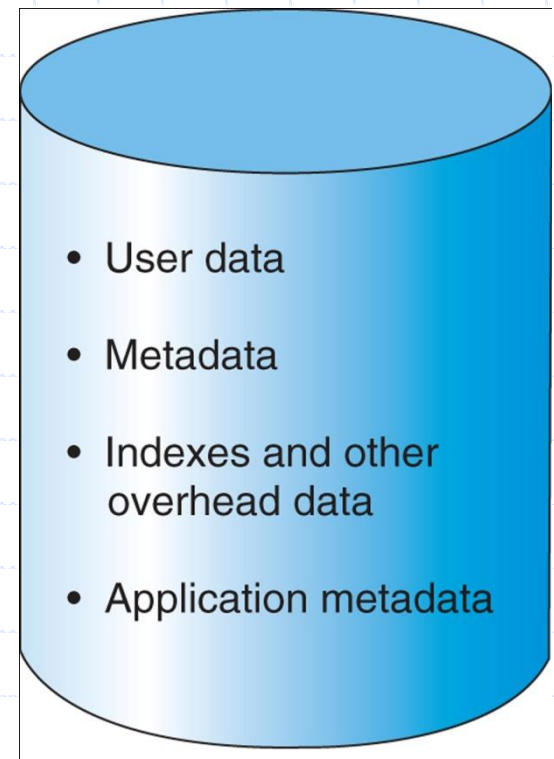 • User data
• Metadata
• Indexes and other
overhead data
• Application metadata